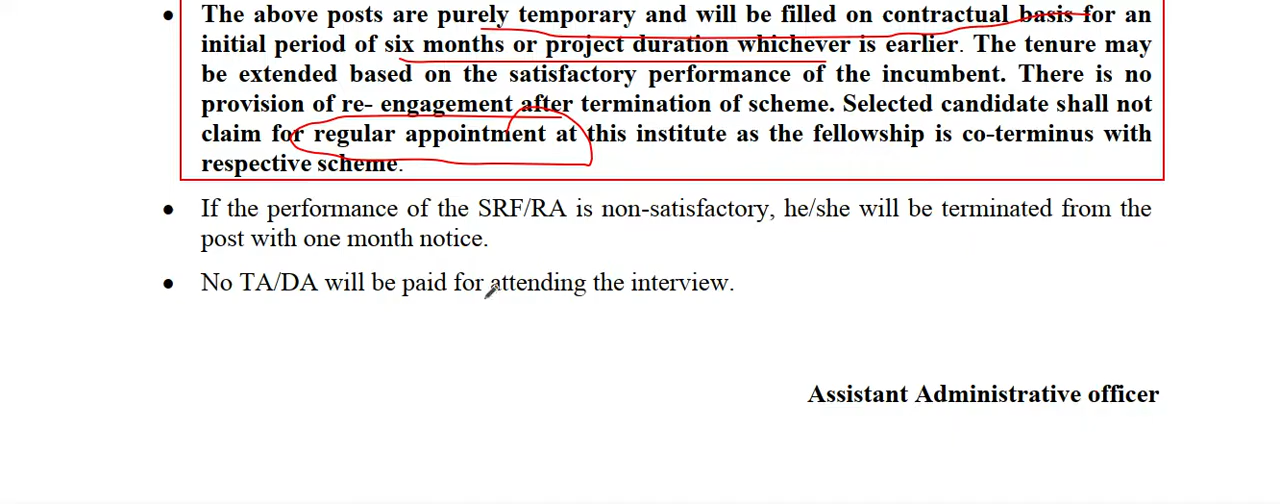 • The above posts are purely temporary and will be filled on contractual basis for an
initial period of six months or project duration whichever is earlier. The tenure may
be extended based on the satisfactory performance of the incumbent. There is no
provision of re- engagement after termination of scheme. Selected candidate shall not
claim for regular appointment at this institute as the fellowship is co-terminus with
respective scheme.
• If the performance of the SRF/RA is non-satisfactory, he/she will be terminated from the
post with one month notice.
• No TA/DA will be paid for attending the interview.
Assistant Administrative officer